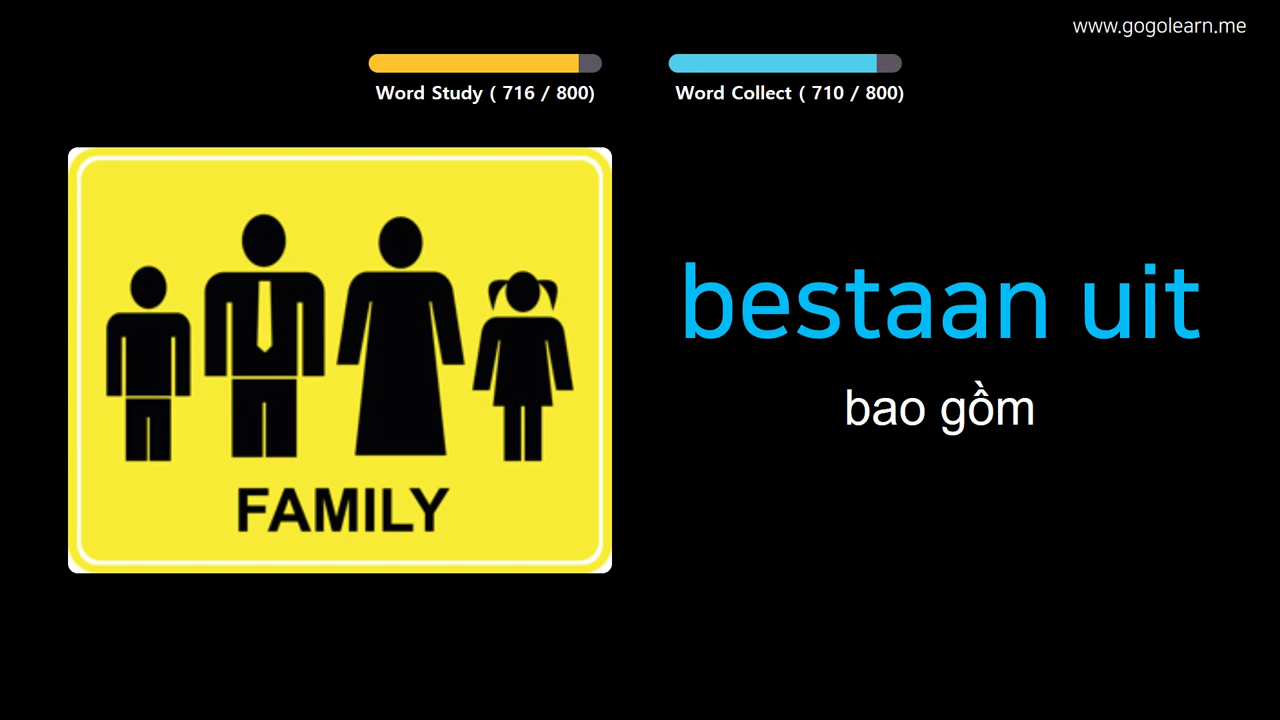 www.gogolearn.me
Word Study ( 716 / 800)
Word Collect ( 710 / 800)
FAMILY
bestaan uit
bao gồm